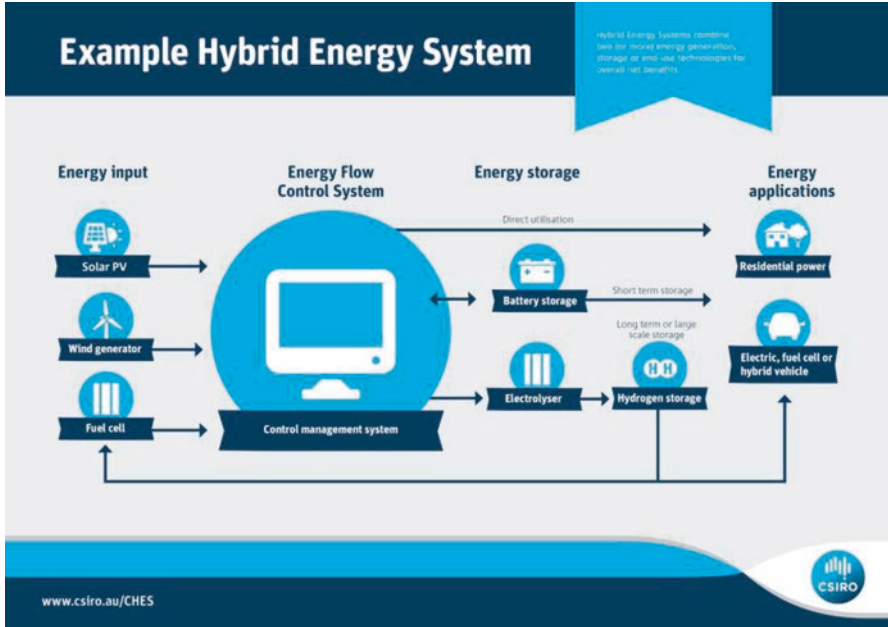 Example Hybrid Energy System
Hybrid Energy Systems combine
two (or more) energy generation,
storage or end-use technologies for
overall net benefits.
Energy input
Energy Flow
Control System
Energy storage
Energy
applications
Direct utilisation
Solar PV
Residential power
Battery storage
Short term storage
Wind generator
Long term or large
scale storage
Electric, fuel cell or
hybrid vehicle
H H
Fuel cell
Control management system
Electrolyser
Hydrogen storage
www.csiro.au/CHES
CSIRO